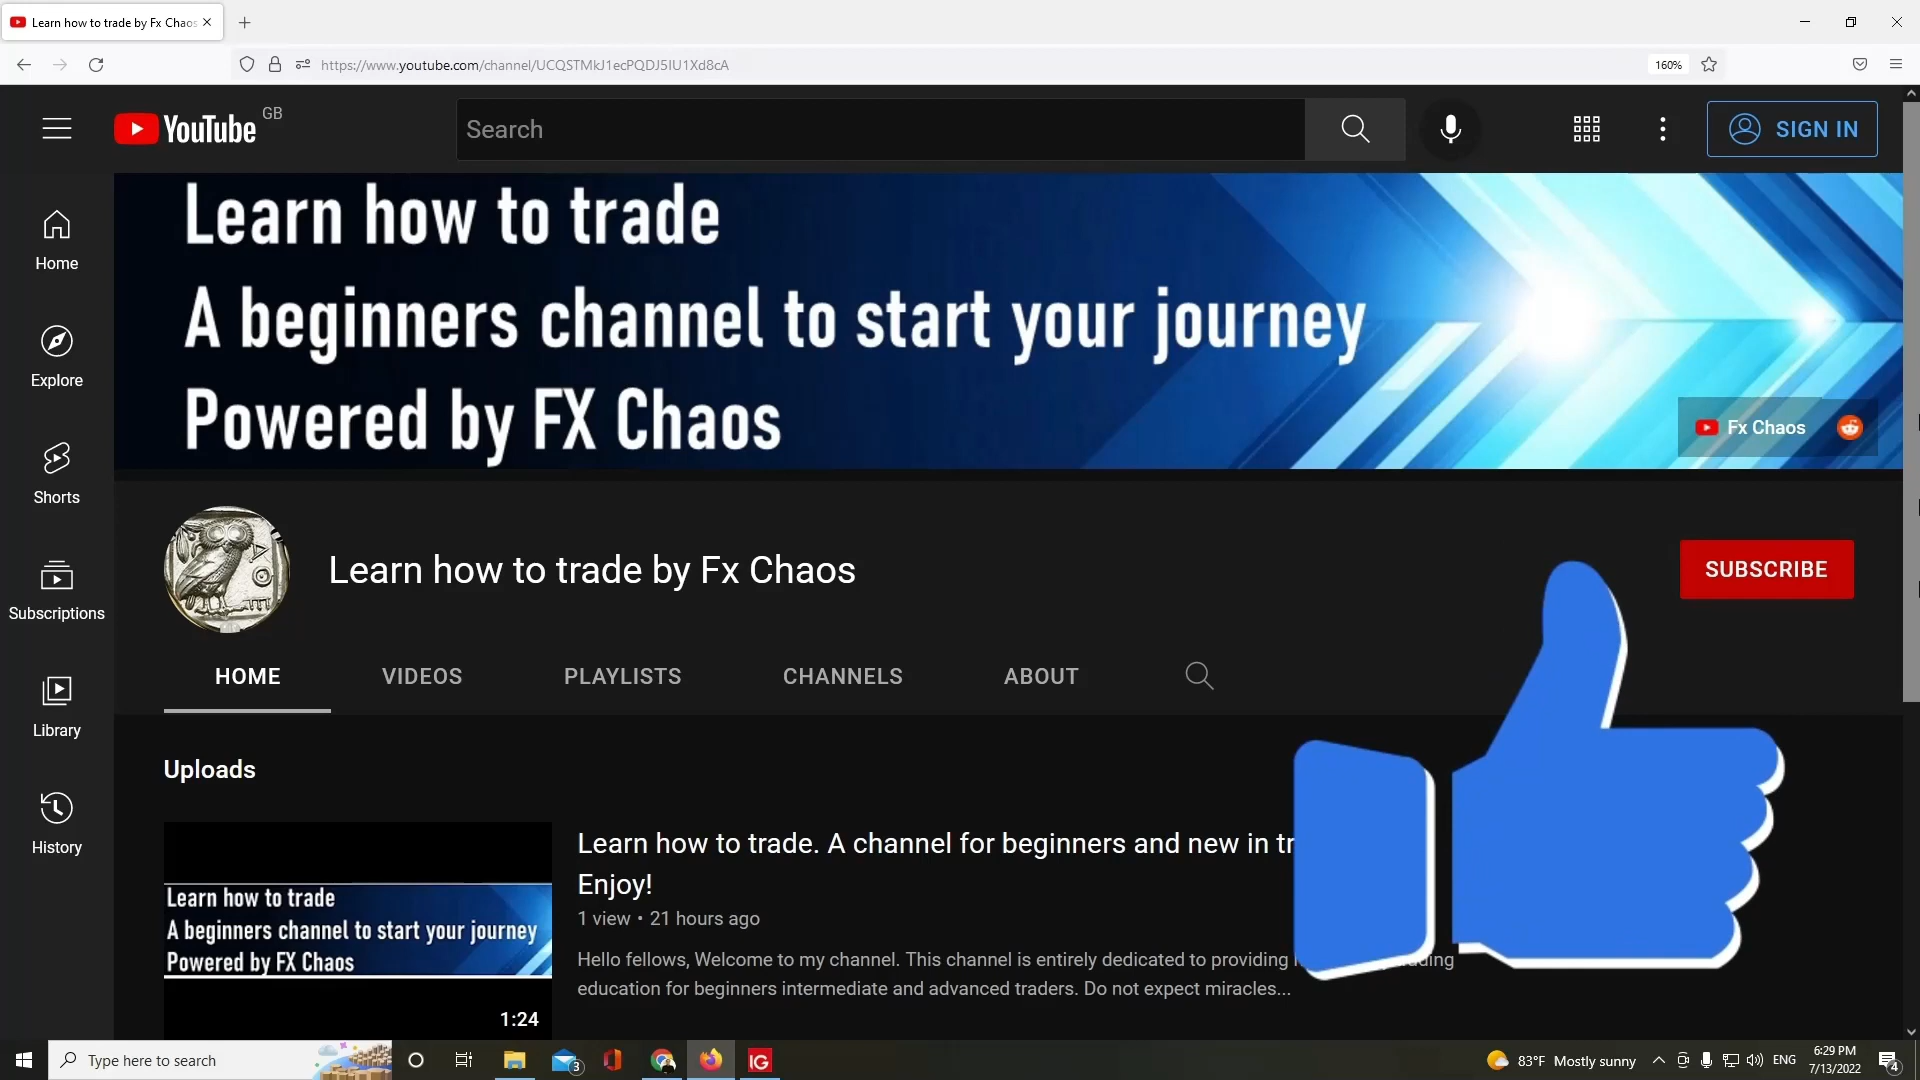 Learn how to trade by Fx Chaos
https://www.youtube.com/channel/UCQSTMkJ1ecPQDJ5IU1Xd8cA
160%
YouTube GB
Search
SIGN IN
Home
Explore
Shorts
Subscriptions
Library
History
Learn how to trade
A beginners channel to start your journey
Powered by FX Chaos
Fx Chaos
Learn how to trade by Fx Chaos
SUBSCRIBE
HOME VIDEOS PLAYLISTS CHANNELS ABOUT
Uploads
Learn how to trade
A beginners channel to start your journey
Powered by FX Chaos
1:24
Learn how to trade. A channel for beginners and new in
Enjoy!
1 view • 21 hours ago
Hello fellows, Welcome to my channel. This channel is entirely dedicated to providing
education for beginners intermediate and advanced traders. Do not expect miracles...
Type here to search
3
IG
83°F Mostly sunny
ENG
6:29 PM
7/13/2022
4